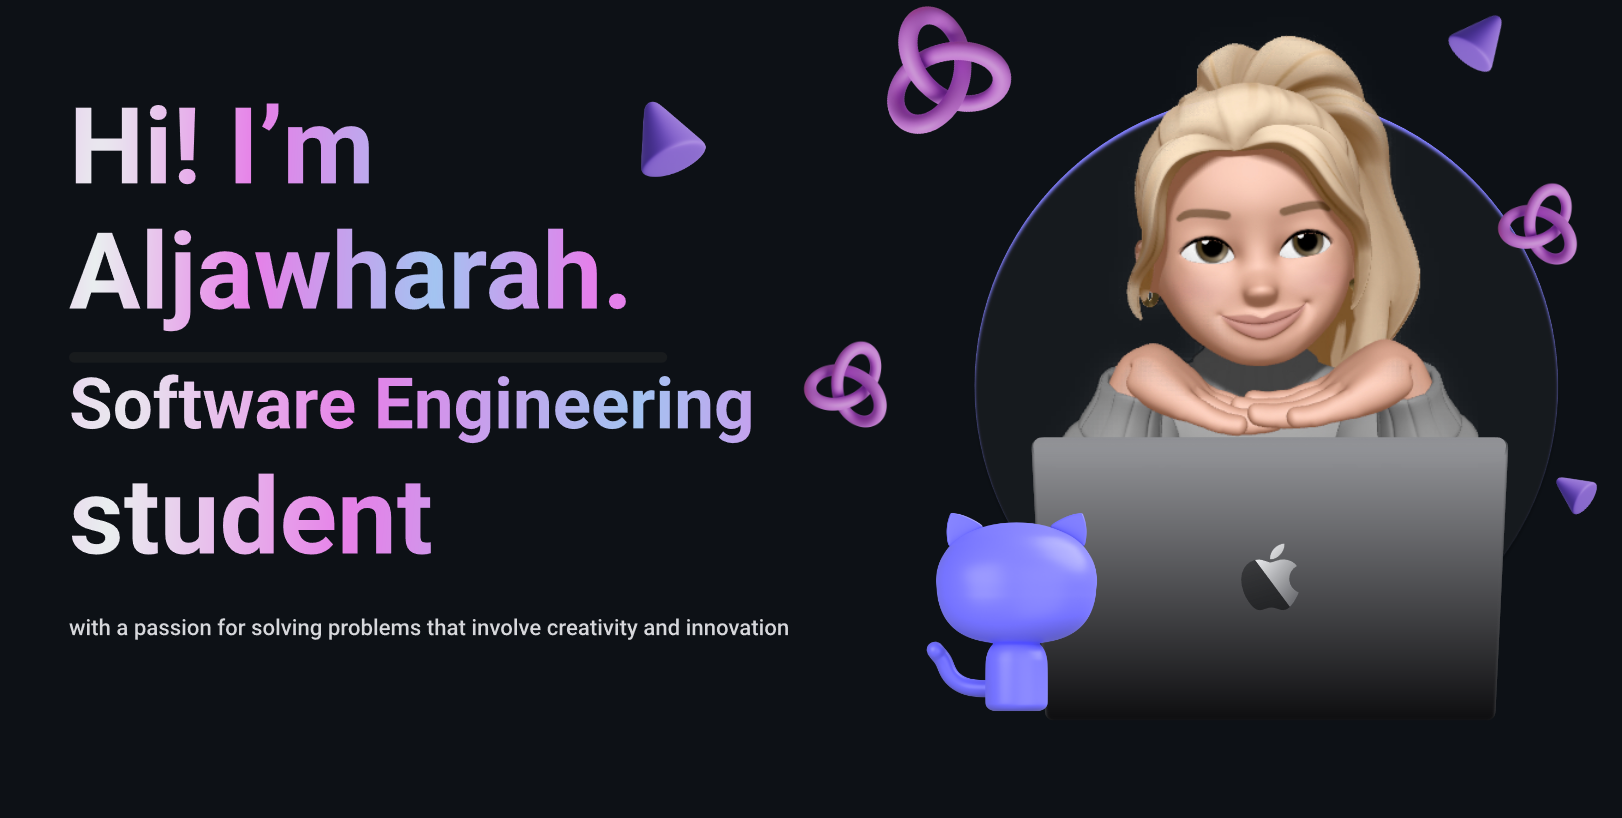 Hi! I’m
Aljawharah.
Software Engineering
student
with a passion for solving problems that involve creativity and innovation